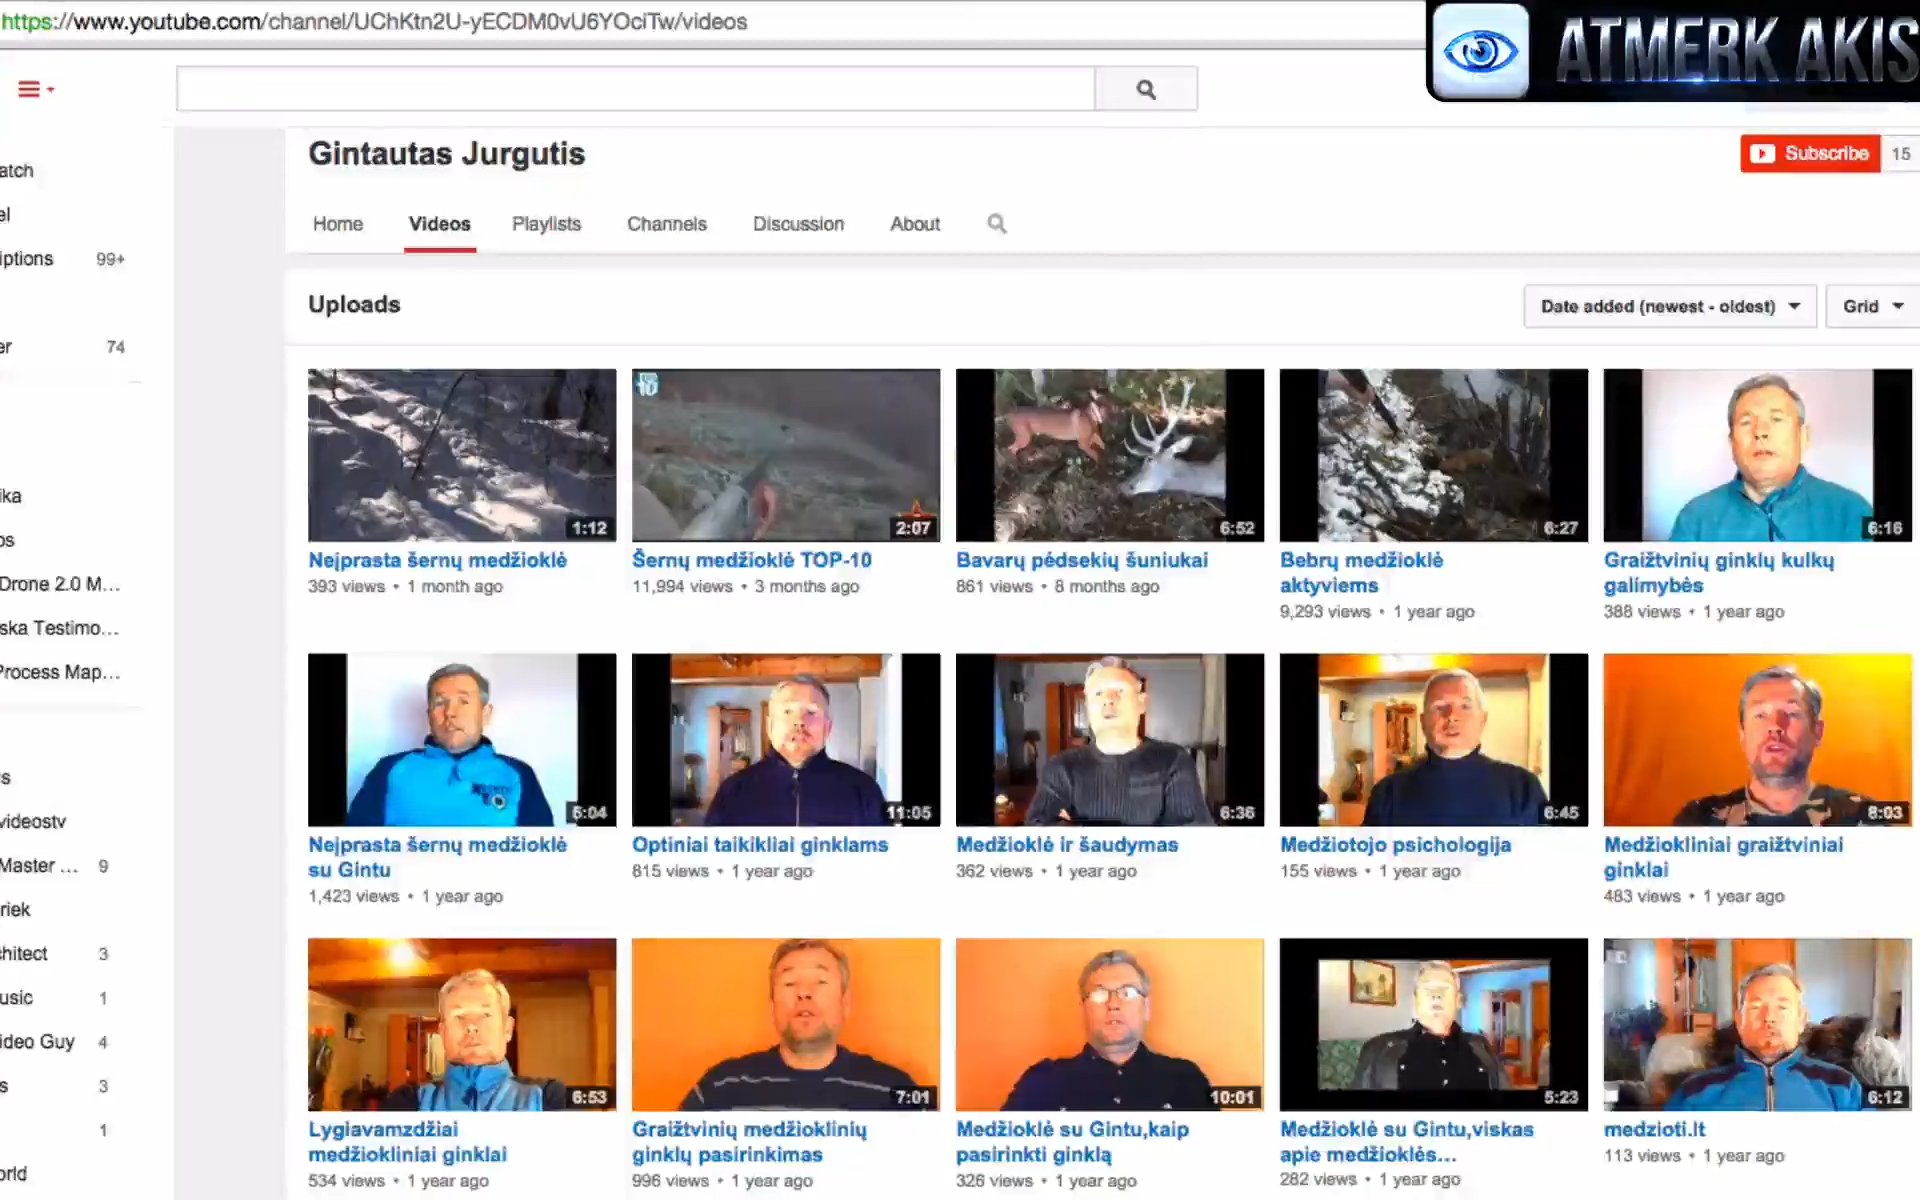 https://www.youtube.com/channel/UChKtn2U-yECDM0vU6YOciTw/videos
ATMERK AKIS
Gintautas Jurgutis
Subscribe 15
Home Videos Playlists Channels Discussion About
Uploads
Date added (newest - oldest) Grid
atch
el
iptions 99+
er 74
ika
os
Drone 2.0 M...
ska Testimo...
Process Map...
s
videostv
Master ... 9
riek
chitect 3
usic 1
ideo Guy 4
s 3
1
orld
1:12
10
2:07
6:52
6:27
6:16
Neįprasta šernų medžioklė
393 views • 1 month ago
Šernų medžioklė TOP-10
11,994 views • 3 months ago
Bavarų pėdsekių šuniukai
861 views • 8 months ago
Bebrų medžioklė
aktyviems
9,293 views • 1 year ago
Graižtvinių ginklų kulkų
galimybės
388 views • 1 year ago
5:04
11:05
6:36
6:45
8:03
Neįprasta šernų medžioklė
su Gintu
1,423 views • 1 year ago
Optiniai taikikliai ginklams
815 views • 1 year ago
Medžioklė ir šaudymas
362 views • 1 year ago
Medžiotojo psichologija
155 views • 1 year ago
Medžiokliniai graižtviniai
ginklai
483 views • 1 year ago
6:53
7:01
10:01
5:23
6:12
Lygiavamzdžiai
medžiokliniai ginklai
534 views • 1 year ago
Graižtvinių medžioklinių
ginklų pasirinkimas
996 views • 1 year ago
Medžioklė su Gintu,kaip
pasirinkti ginklą
326 views • 1 year ago
Medžioklė su Gintu,viskas
apie medžioklės...
282 views • 1 year ago
medzioti.lt
113 views • 1 year ago